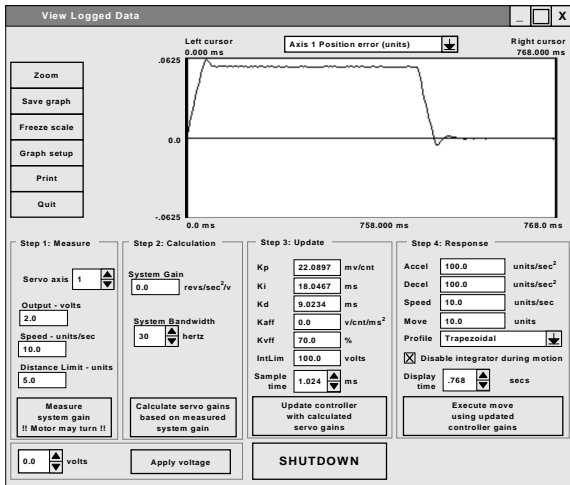 View Logged Data
_ X
Left cursor
0.000 ms
Axis 1 Position error (units)
Right cursor
768.000 ms
Zoom
Save graph
Freeze scale
Graph setup
Print
Quit
.0625
0.0
-.0625
0.0 ms 758.000 ms 768.0 ms
Step 1: Measure
Servo axis 1
Output - volts
2.0
Speed - units/sec
10.0
Distance Limit - units
5.0
Measure
system gain
!! Motor may turn !!
Step 2: Calculation
System Gain
0.0 revs/sec²/v
System Bandwidth
30 hertz
Calculate servo gains
based on measured
system gain
Step 3: Update
Kp 22.0897 mv/cnt
Ki 18.0467 ms
Kd 9.0234 ms
Kaff 0.0 v/cnt/ms²
Kvff 70.0 %
IntLim 100.0 volts
Sample
time 1.024 ms
Update controller
with calculated
servo gains
Step 4: Response
Accel 100.0 units/sec²
Decel 100.0 units/sec²
Speed 10.0 units/sec
Move 10.0 units
Profile Trapezoidal
Disable integrator during motion
Display
time .768 secs
Execute move
using updated
controller gains
0.0 volts Apply voltage
SHUTDOWN